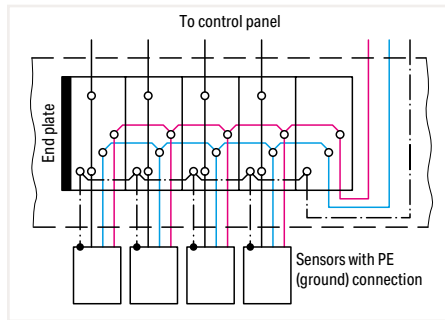 To control panel
End plate
Sensors with PE
(ground) connection